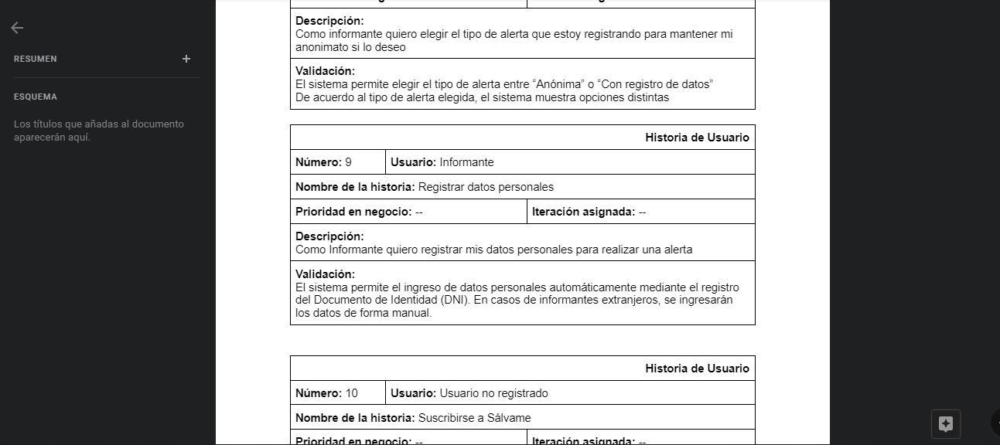 RESUMEN
ESQUEMA
Los títulos que añadas al documento
aparecerán aquí.
Descripción:
Como informante quiero elegir el tipo de alerta que estoy registrando para mantener mi
anonimato si lo deseo
Validación:
El sistema permite elegir el tipo de alerta entre “Anónima” o “Con registro de datos”
De acuerdo al tipo de alerta elegida, el sistema muestra opciones distintas
Historia de Usuario
Número: 9 Usuario: Informante
Nombre de la historia: Registrar datos personales
Prioridad en negocio: -- Iteración asignada: --
Descripción:
Como Informante quiero registrar mis datos personales para realizar una alerta
Validación:
El sistema permite el ingreso de datos personales automáticamente mediante el registro
del Documento de Identidad (DNI). En casos de informantes extranjeros, se ingresarán
los datos de forma manual.
Historia de Usuario
Número: 10 Usuario: Usuario no registrado
Nombre de la historia: Suscribirse a Sálvame
Prioridad en negocio: -- Iteración asignada: --